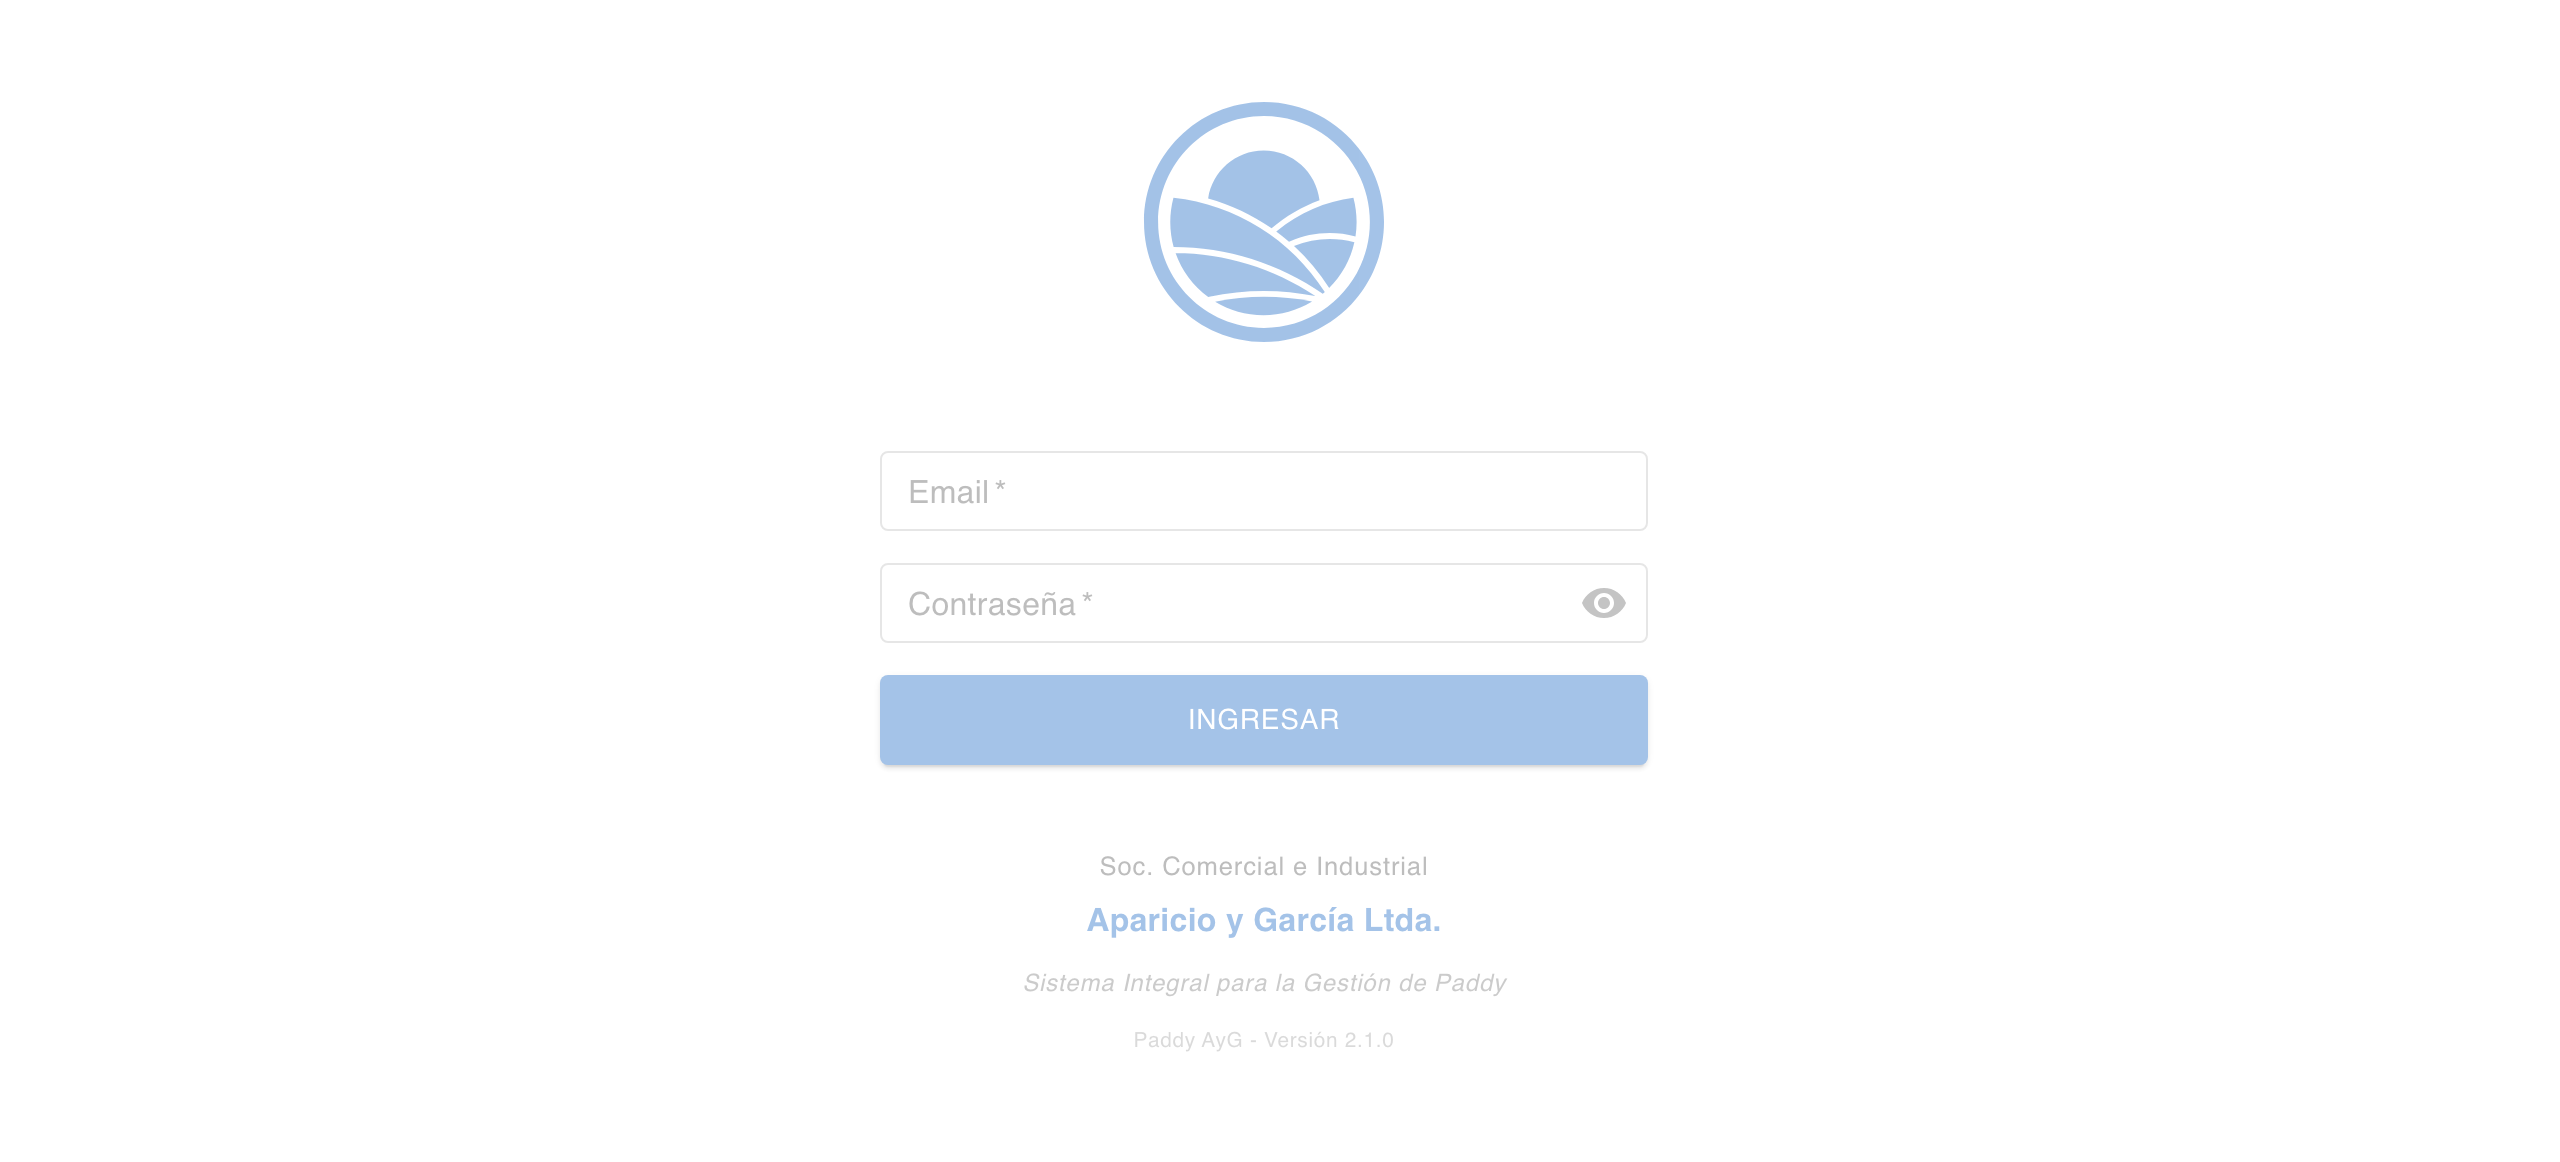 Email *
Contraseña *
INGRESAR
Soc. Comercial e Industrial
Aparicio y García Ltda.
Sistema Integral para la Gestión de Paddy
Paddy AyG - Versión 2.1.0